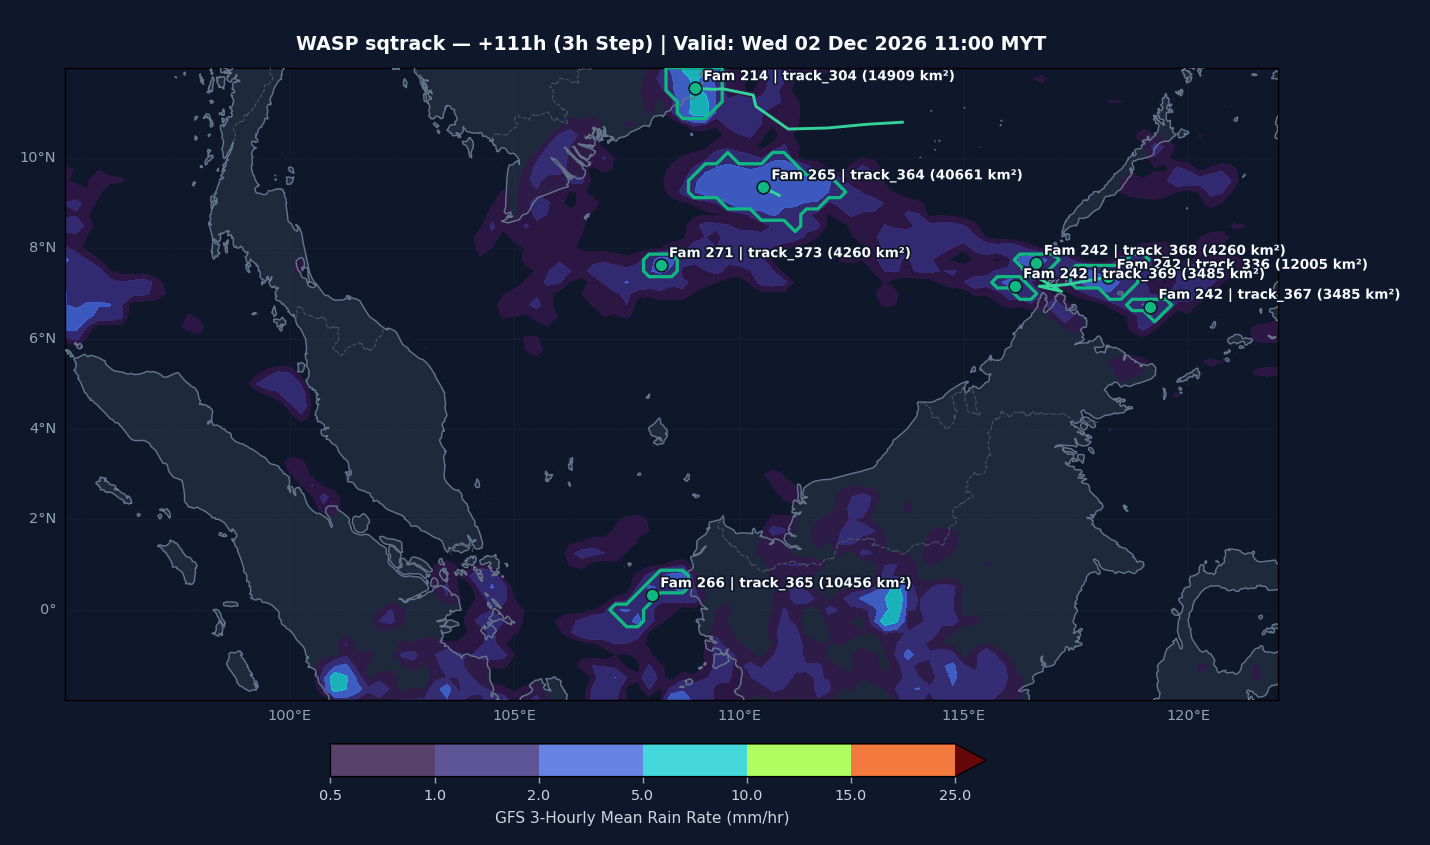 WASP sqtrack — +111h (3h Step) | Valid: Wed 02 Dec 2026 11:00 MYT
Fam 214 | track_304 (14909 km²)
10°N
Fam 265 | track_364 (40661 km²)
8°N
Fam 271 | track_373 (4260 km²)
Fam 242 | track_368 (4260 km²)
Fam 242 | track_336 (12005 km²)
Fam 242 | track_369 (3485 km²)
Fam 242 | track_367 (3485 km²)
6°N
4°N
2°N
Fam 266 | track_365 (10456 km²)
0°
100°E 105°E 110°E 115°E 120°E
0.5 1.0 2.0 5.0 10.0 15.0 25.0
GFS 3-Hourly Mean Rain Rate (mm/hr)